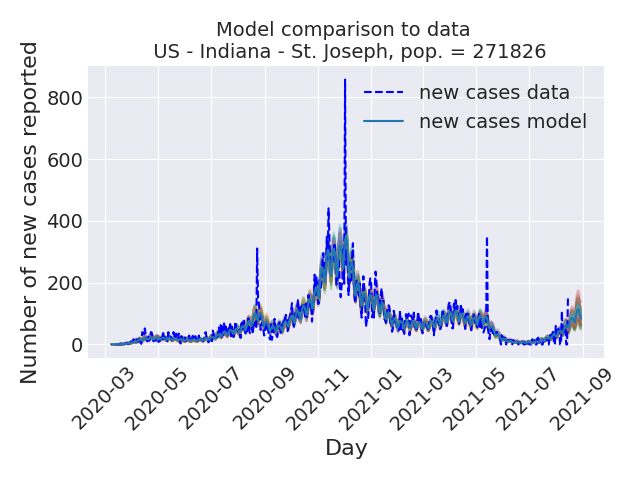 Model comparison to data
US - Indiana - St. Joseph, pop. = 271826
Number of new cases reported
800
600
400
200
0
new cases data
new cases model
2020-03
2020-05
2020-07
2020-09
2020-11
2021-01
2021-03
2021-05
2021-07
2021-09
Day